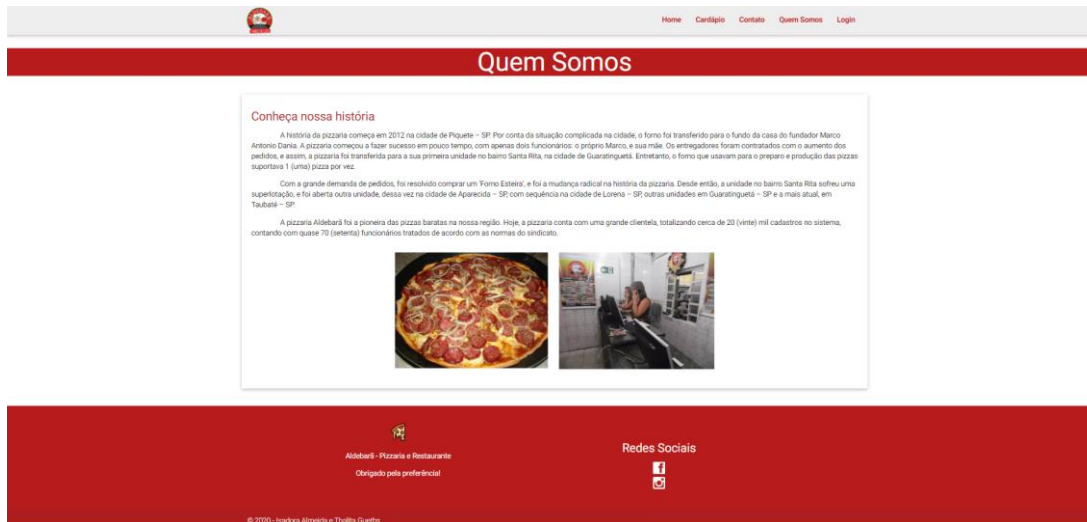 Home Cardápio Contato Quem Somos Login
Quem Somos
Conheça nossa história
A história da pizzaria começa em 2012 na cidade de Piquete – SP. Por conta da situação complicada na cidade, o forno foi transferido para o fundo da casa do fundador Marco
Antonio Dania. A pizzaria começou a fazer sucesso em pouco tempo, com apenas dois funcionários: o próprio Marco, e sua mãe. Os entregadores foram contratados com o aumento dos
pedidos, e assim, a pizzaria foi transferida para a sua primeira unidade no bairro Santa Rita, na cidade de Guaratinguetá. Entretanto, o forno que usavam para o preparo e produção das pizzas
suportava 1 (uma) pizza por vez.
Com a grande demanda de pedidos, foi resolvido comprar um 'Forno Esteira', e foi a mudança radical na história da pizzaria. Desde então, a unidade no bairro Santa Rita sofreu uma
superlotação, e foi aberta outra unidade, dessa vez na cidade de Aparecida – SP, com sequência na cidade de Lorena – SP, outras unidades em Guaratinguetá – SP e a mais atual, em
Taubaté – SP.
A pizzaria Aldebarã foi a pioneira das pizzas baratas na nossa região. Hoje, a pizzaria conta com uma grande clientela, totalizando cerca de 20 (vinte) mil cadastros no sistema,
contando com quase 70 (setenta) funcionários tratados de acordo com as normas do sindicato.
Aldebarã - Pizzaria e Restaurante
Obrigado pela preferência!
Redes Sociais
© 2020 - Isadora Almeida e Thalita Gueths